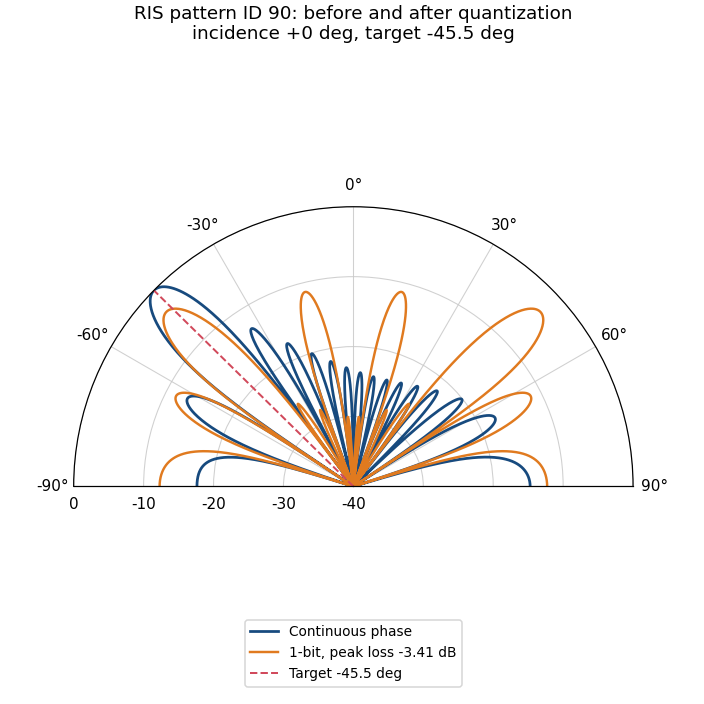 RIS pattern ID 90: before and after quantization
incidence +0 deg, target -45.5 deg
0°
-30°
30°
-60°
60°
-90°
90°
0
-10
-20
-30
-40
Continuous phase
1-bit, peak loss -3.41 dB
Target -45.5 deg